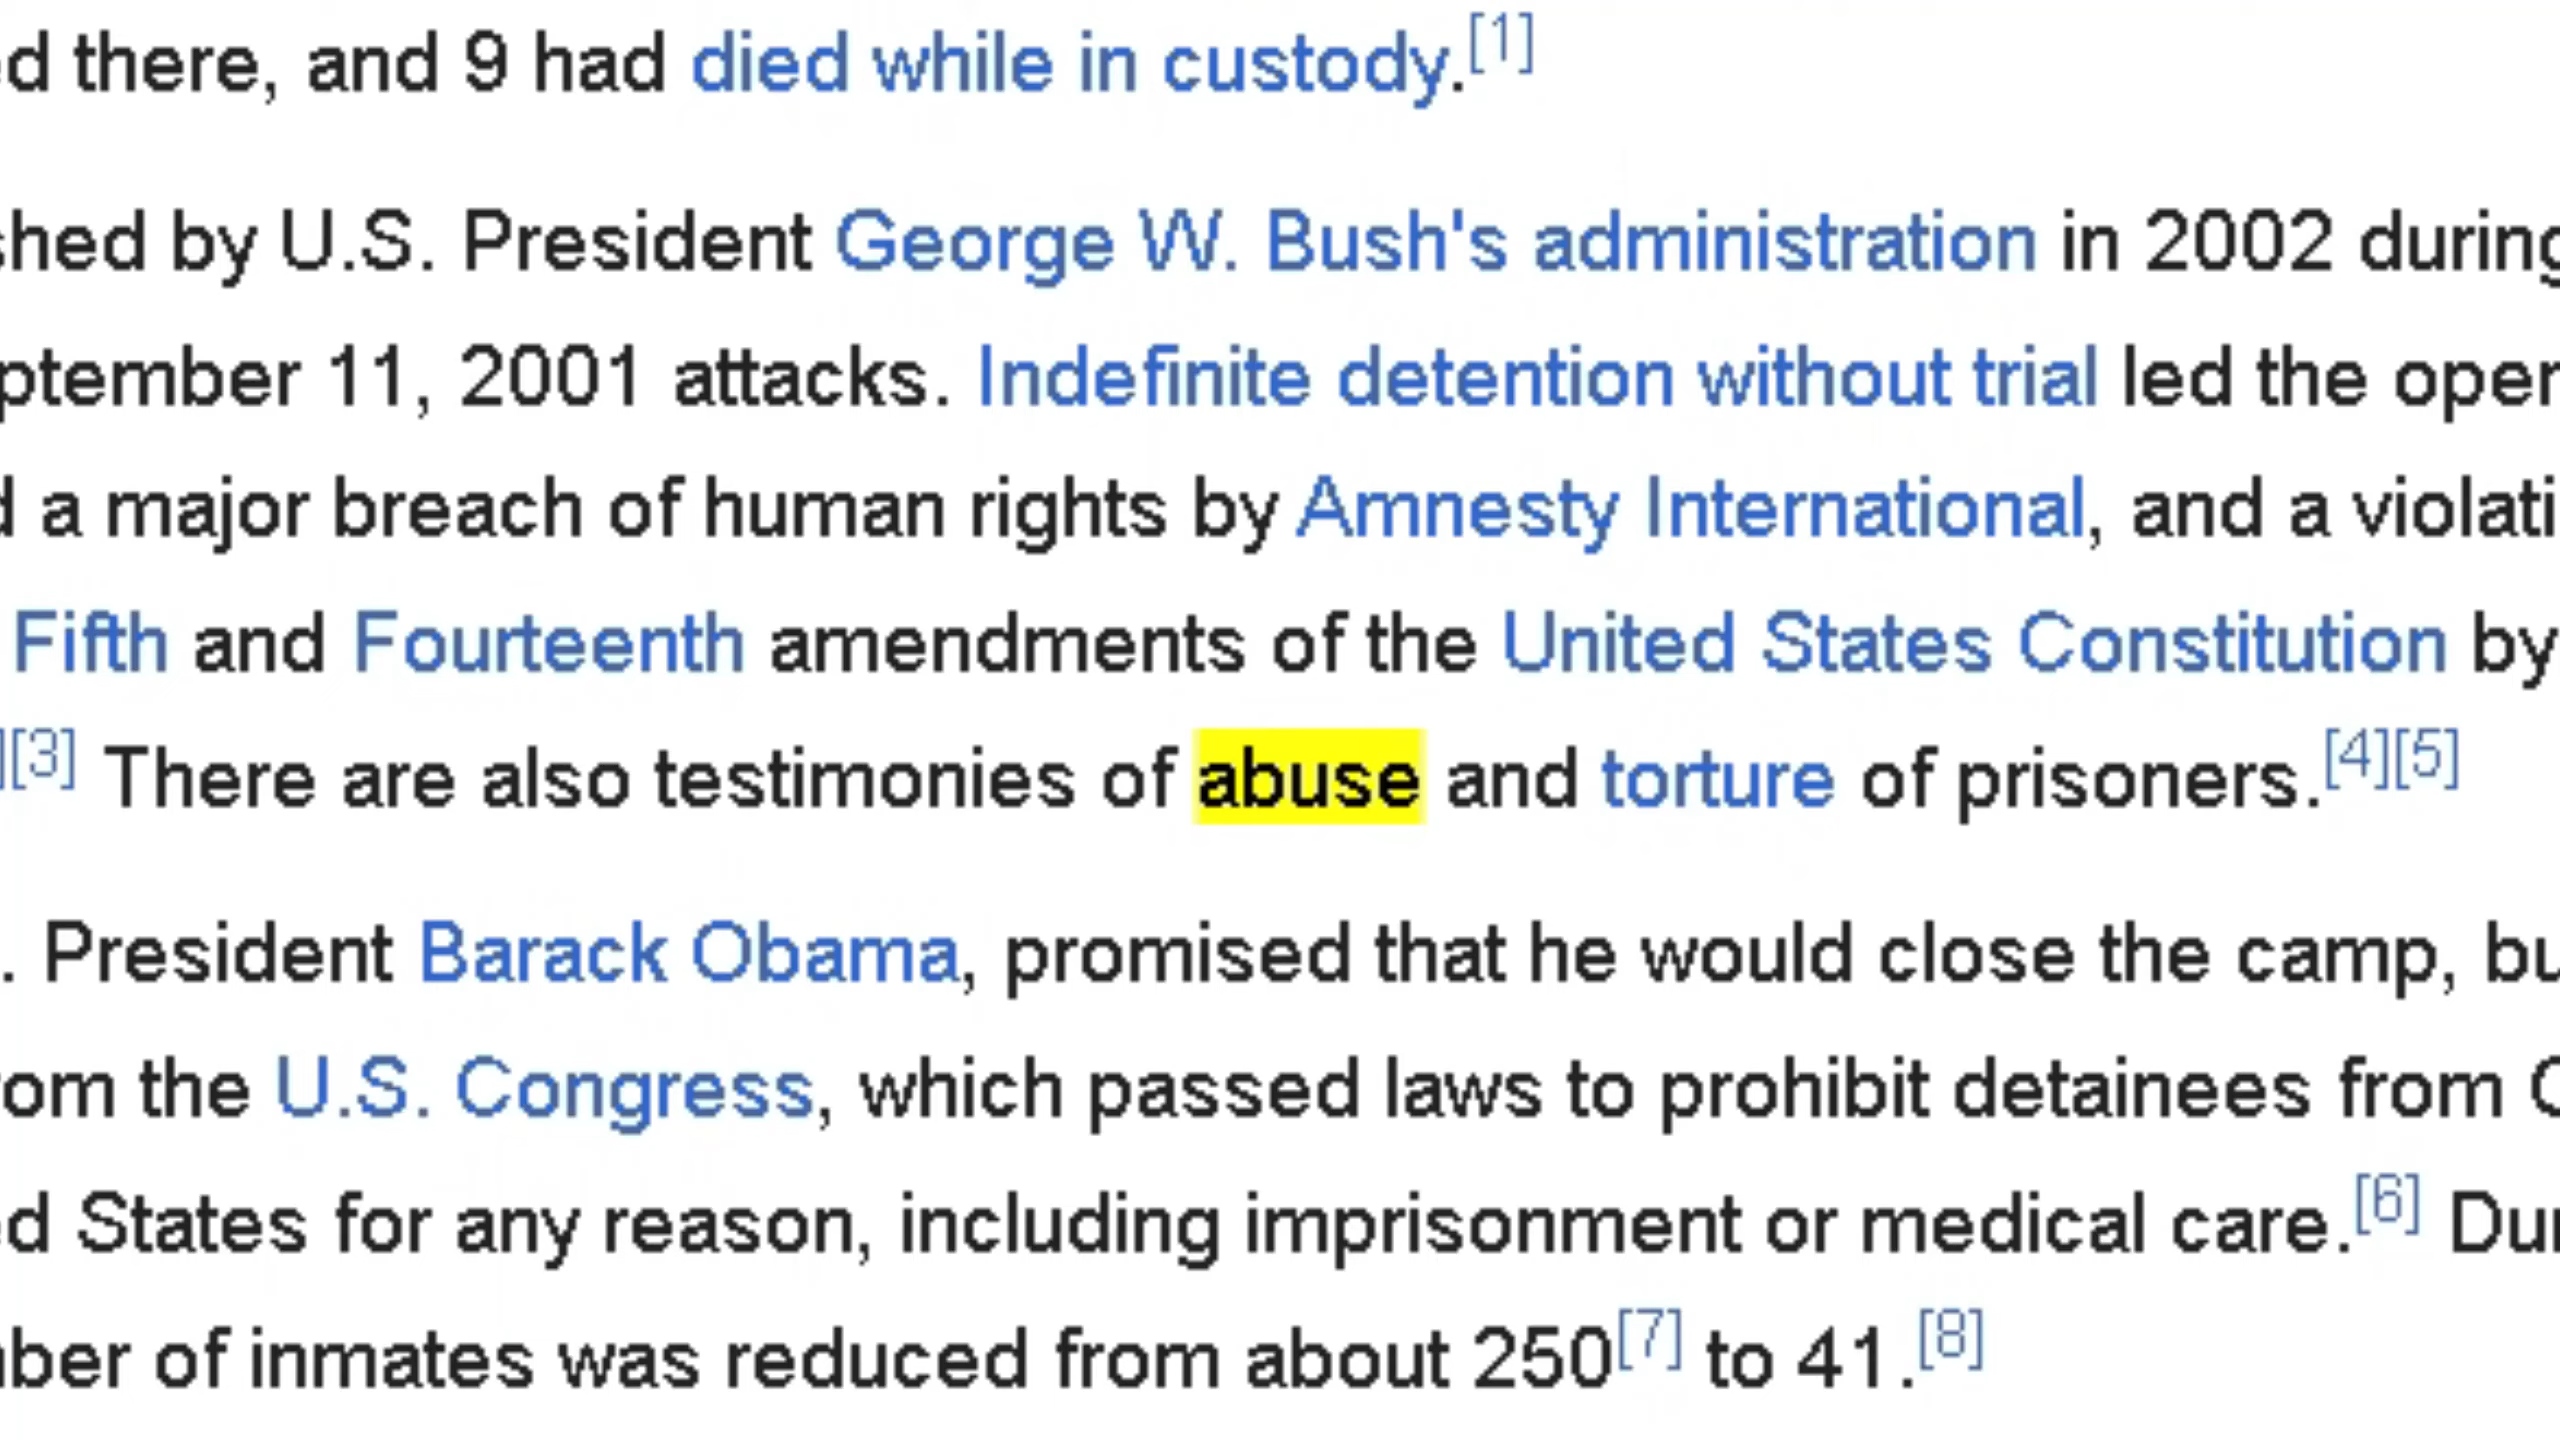 ed there, and 9 had died while in custody.[1]
shed by U.S. President George W. Bush's administration in 2002 during
ptember 11, 2001 attacks. Indefinite detention without trial led the oper
d a major breach of human rights by Amnesty International, and a violati
Fifth and Fourteenth amendments of the United States Constitution by
][3] There are also testimonies of abuse and torture of prisoners.[4][5]
. President Barack Obama, promised that he would close the camp, bu
om the U.S. Congress, which passed laws to prohibit detainees from
ed States for any reason, including imprisonment or medical care.[6] Dur
ber of inmates was reduced from about 250[7] to 41.[8]